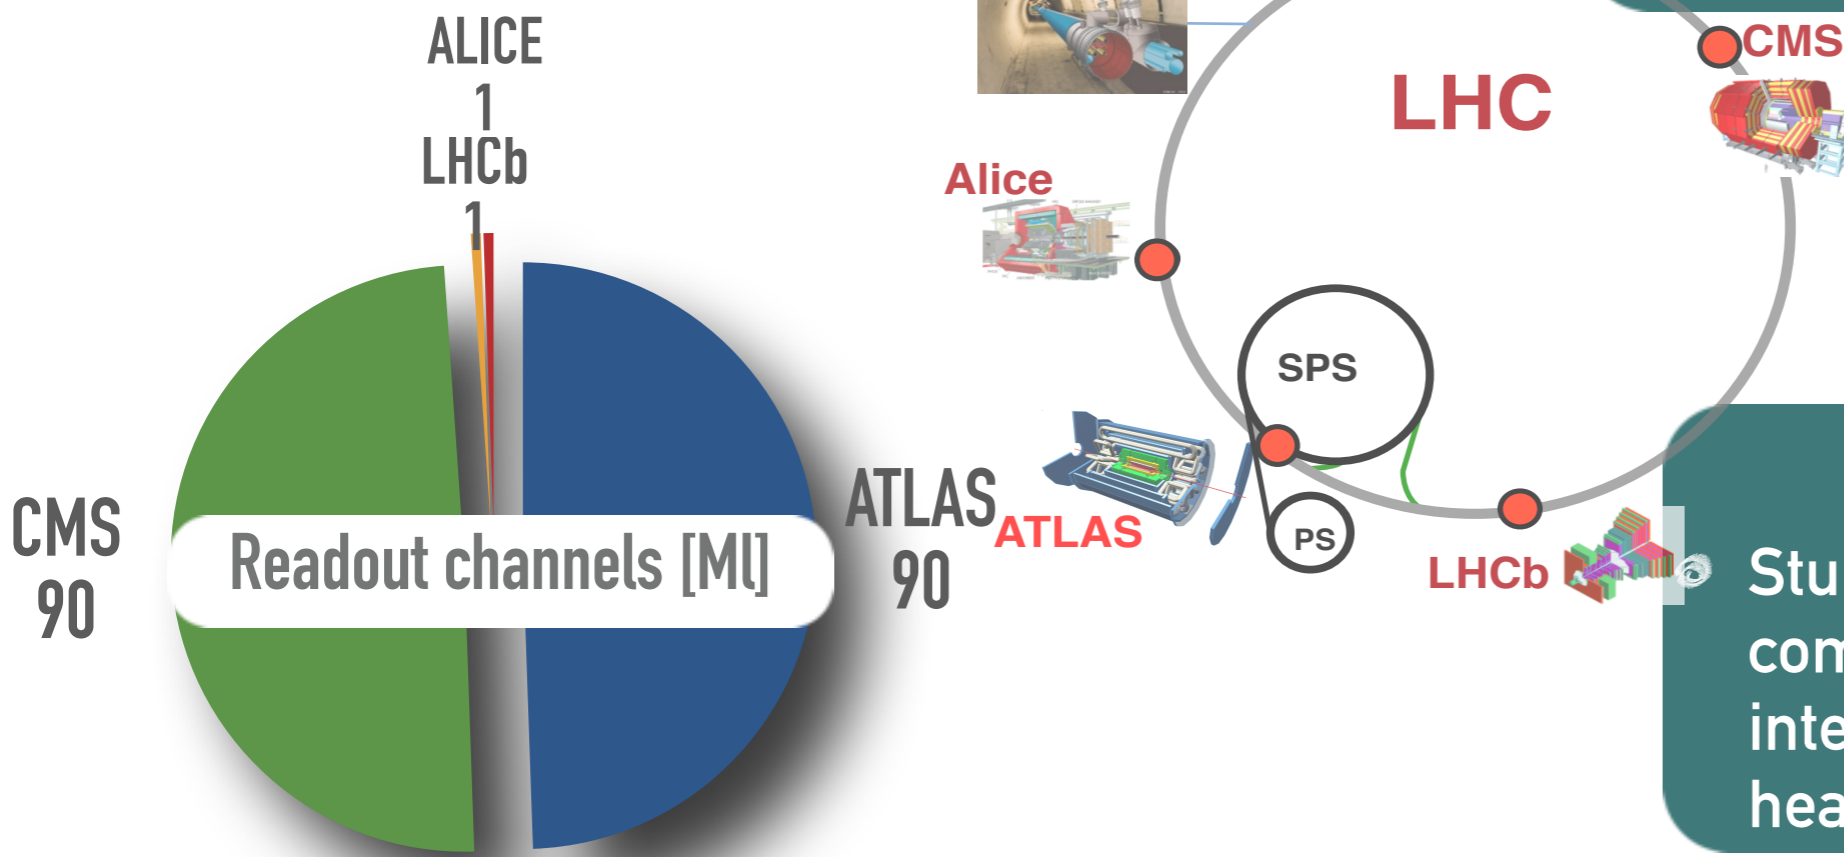 ALICE
1
LHCb
1
CMS
90
Readout channels [Ml]
ATLAS
90
CMS
LHC
Alice
SPS
ATLAS
PS
LHCb
Stu
com
inte
hea